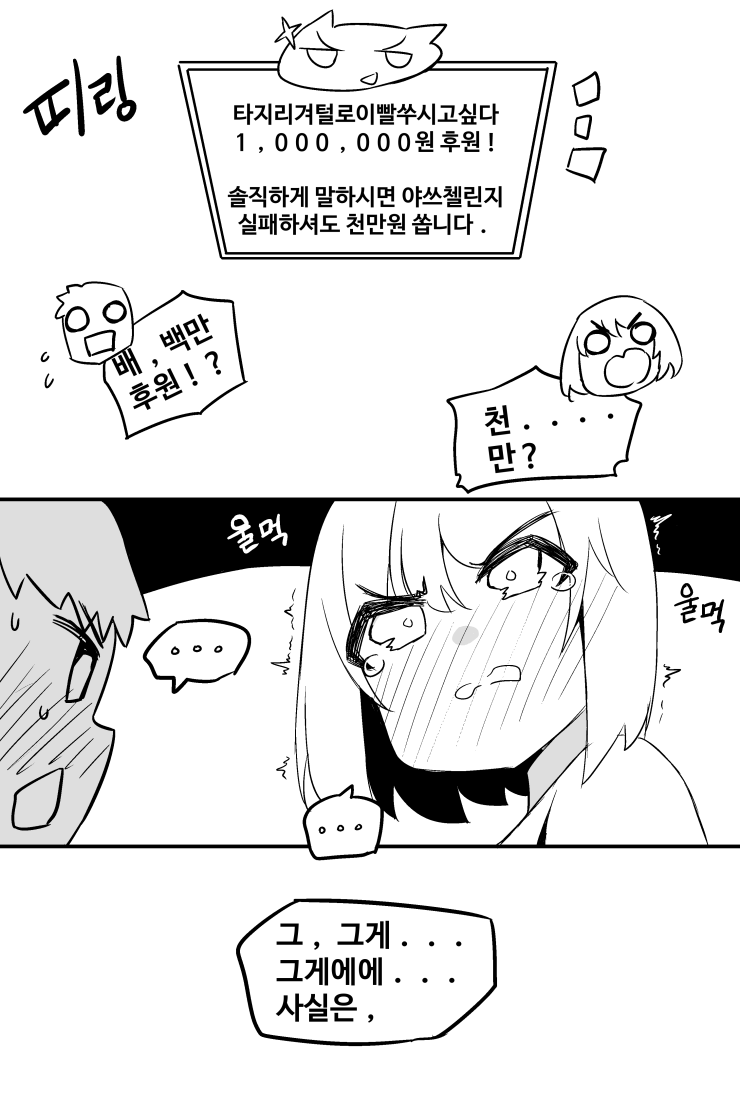 띠링
타지리겨털로이빨쑤시고싶다
1 , 0 0 0 , 0 0 0 원 후원 !
솔직하게 말하시면 야쓰첼린지
실패하셔도 천만원 쏩니다 .
배 , 백만
후원 ! ?
천 . . . .
만 ?
울먹
울먹
. . .
. . .
그 , 그게 . . .
그게에에 . . .
사실은 ,